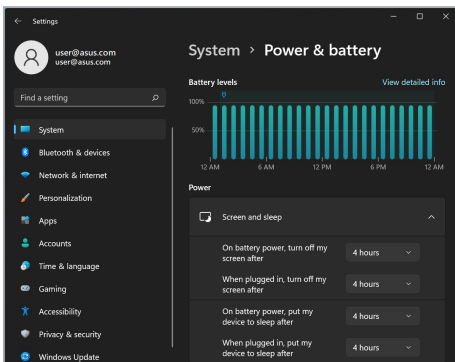 Settings
user@asus.com
user@asus.com
Find a setting
System
Bluetooth & devices
Network & internet
Personalization
Apps
Accounts
Time & language
Gaming
Accessibility
Privacy & security
Windows Update
System > Power & battery
Battery levels View detailed info
100%
50%
12 AM 6 AM 12 PM 6 PM 12 AM
Power
Screen and sleep
On battery power, turn off my
screen after
4 hours
When plugged in, turn off my
screen after
4 hours
On battery power, put my
device to sleep after
4 hours
When plugged in, put my
device to sleep after
4 hours